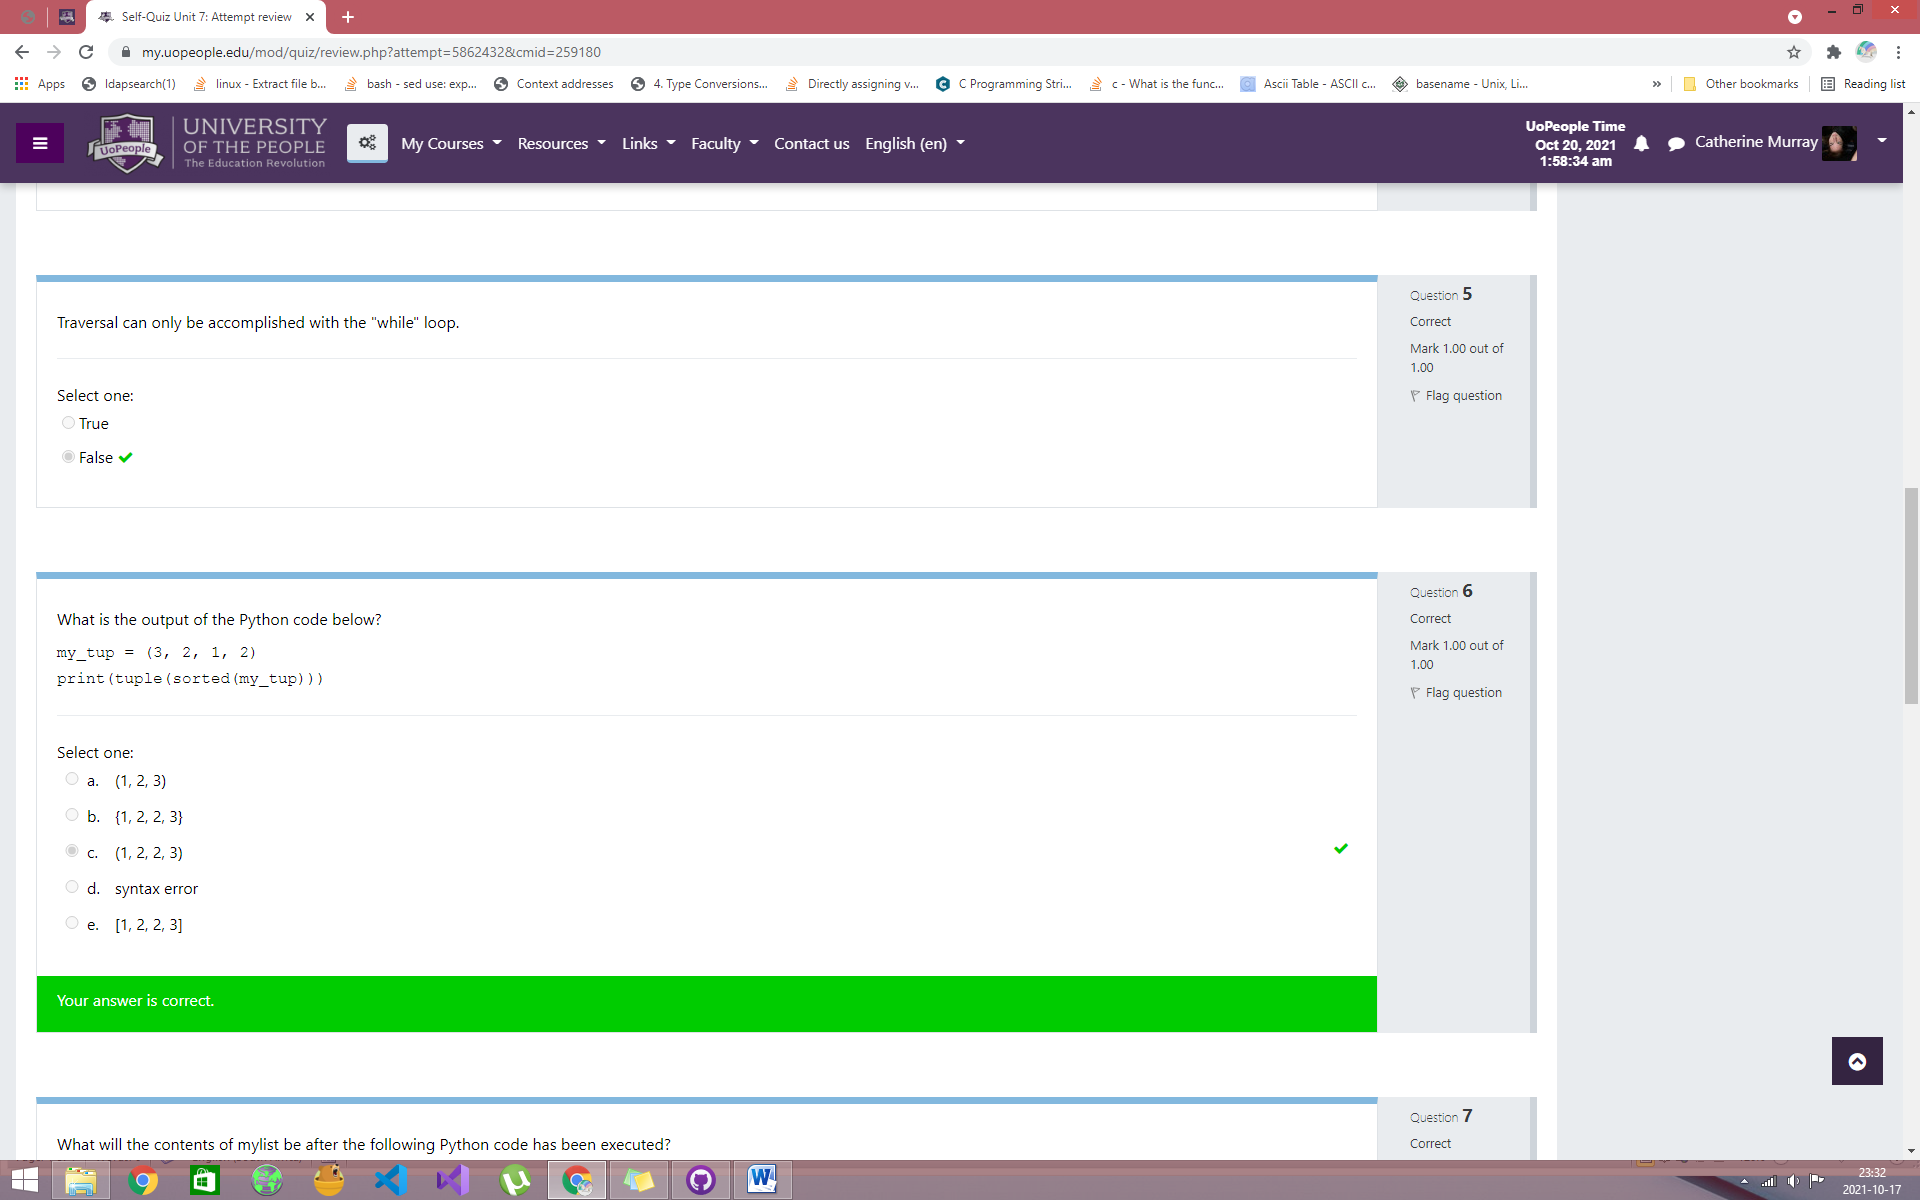 Self-Quiz Unit 7: Attempt review
my.uopeople.edu/mod/quiz/review.php?attempt=5862432&cmid=259180
Apps ldapsearch(1) linux - Extract file b... bash - sed use: exp... Context addresses 4. Type Conversions... Directly assigning v... C Programming Stri... c - What is the func... Ascii Table - ASCII c... basename - Unix, Li... » Other bookmarks Reading list
UoPeople
UNIVERSITY
OF THE PEOPLE
The Education Revolution
My Courses Resources Links Faculty Contact us English (en)
UoPeople Time
Oct 20, 2021
1:58:34 am
Catherine Murray
Traversal can only be accomplished with the "while" loop.
Select one:
True
False
Question 5
Correct
Mark 1.00 out of
1.00
Flag question
What is the output of the Python code below?
my_tup = (3, 2, 1, 2)
print(tuple(sorted(my_tup)))
Select one:
a. (1, 2, 3)
b. {1, 2, 2, 3}
c. (1, 2, 2, 3)
d. syntax error
e. [1, 2, 2, 3]
Your answer is correct.
Question 6
Correct
Mark 1.00 out of
1.00
Flag question
What will the contents of mylist be after the following Python code has been executed?
Question 7
Correct
23:32
2021-10-17